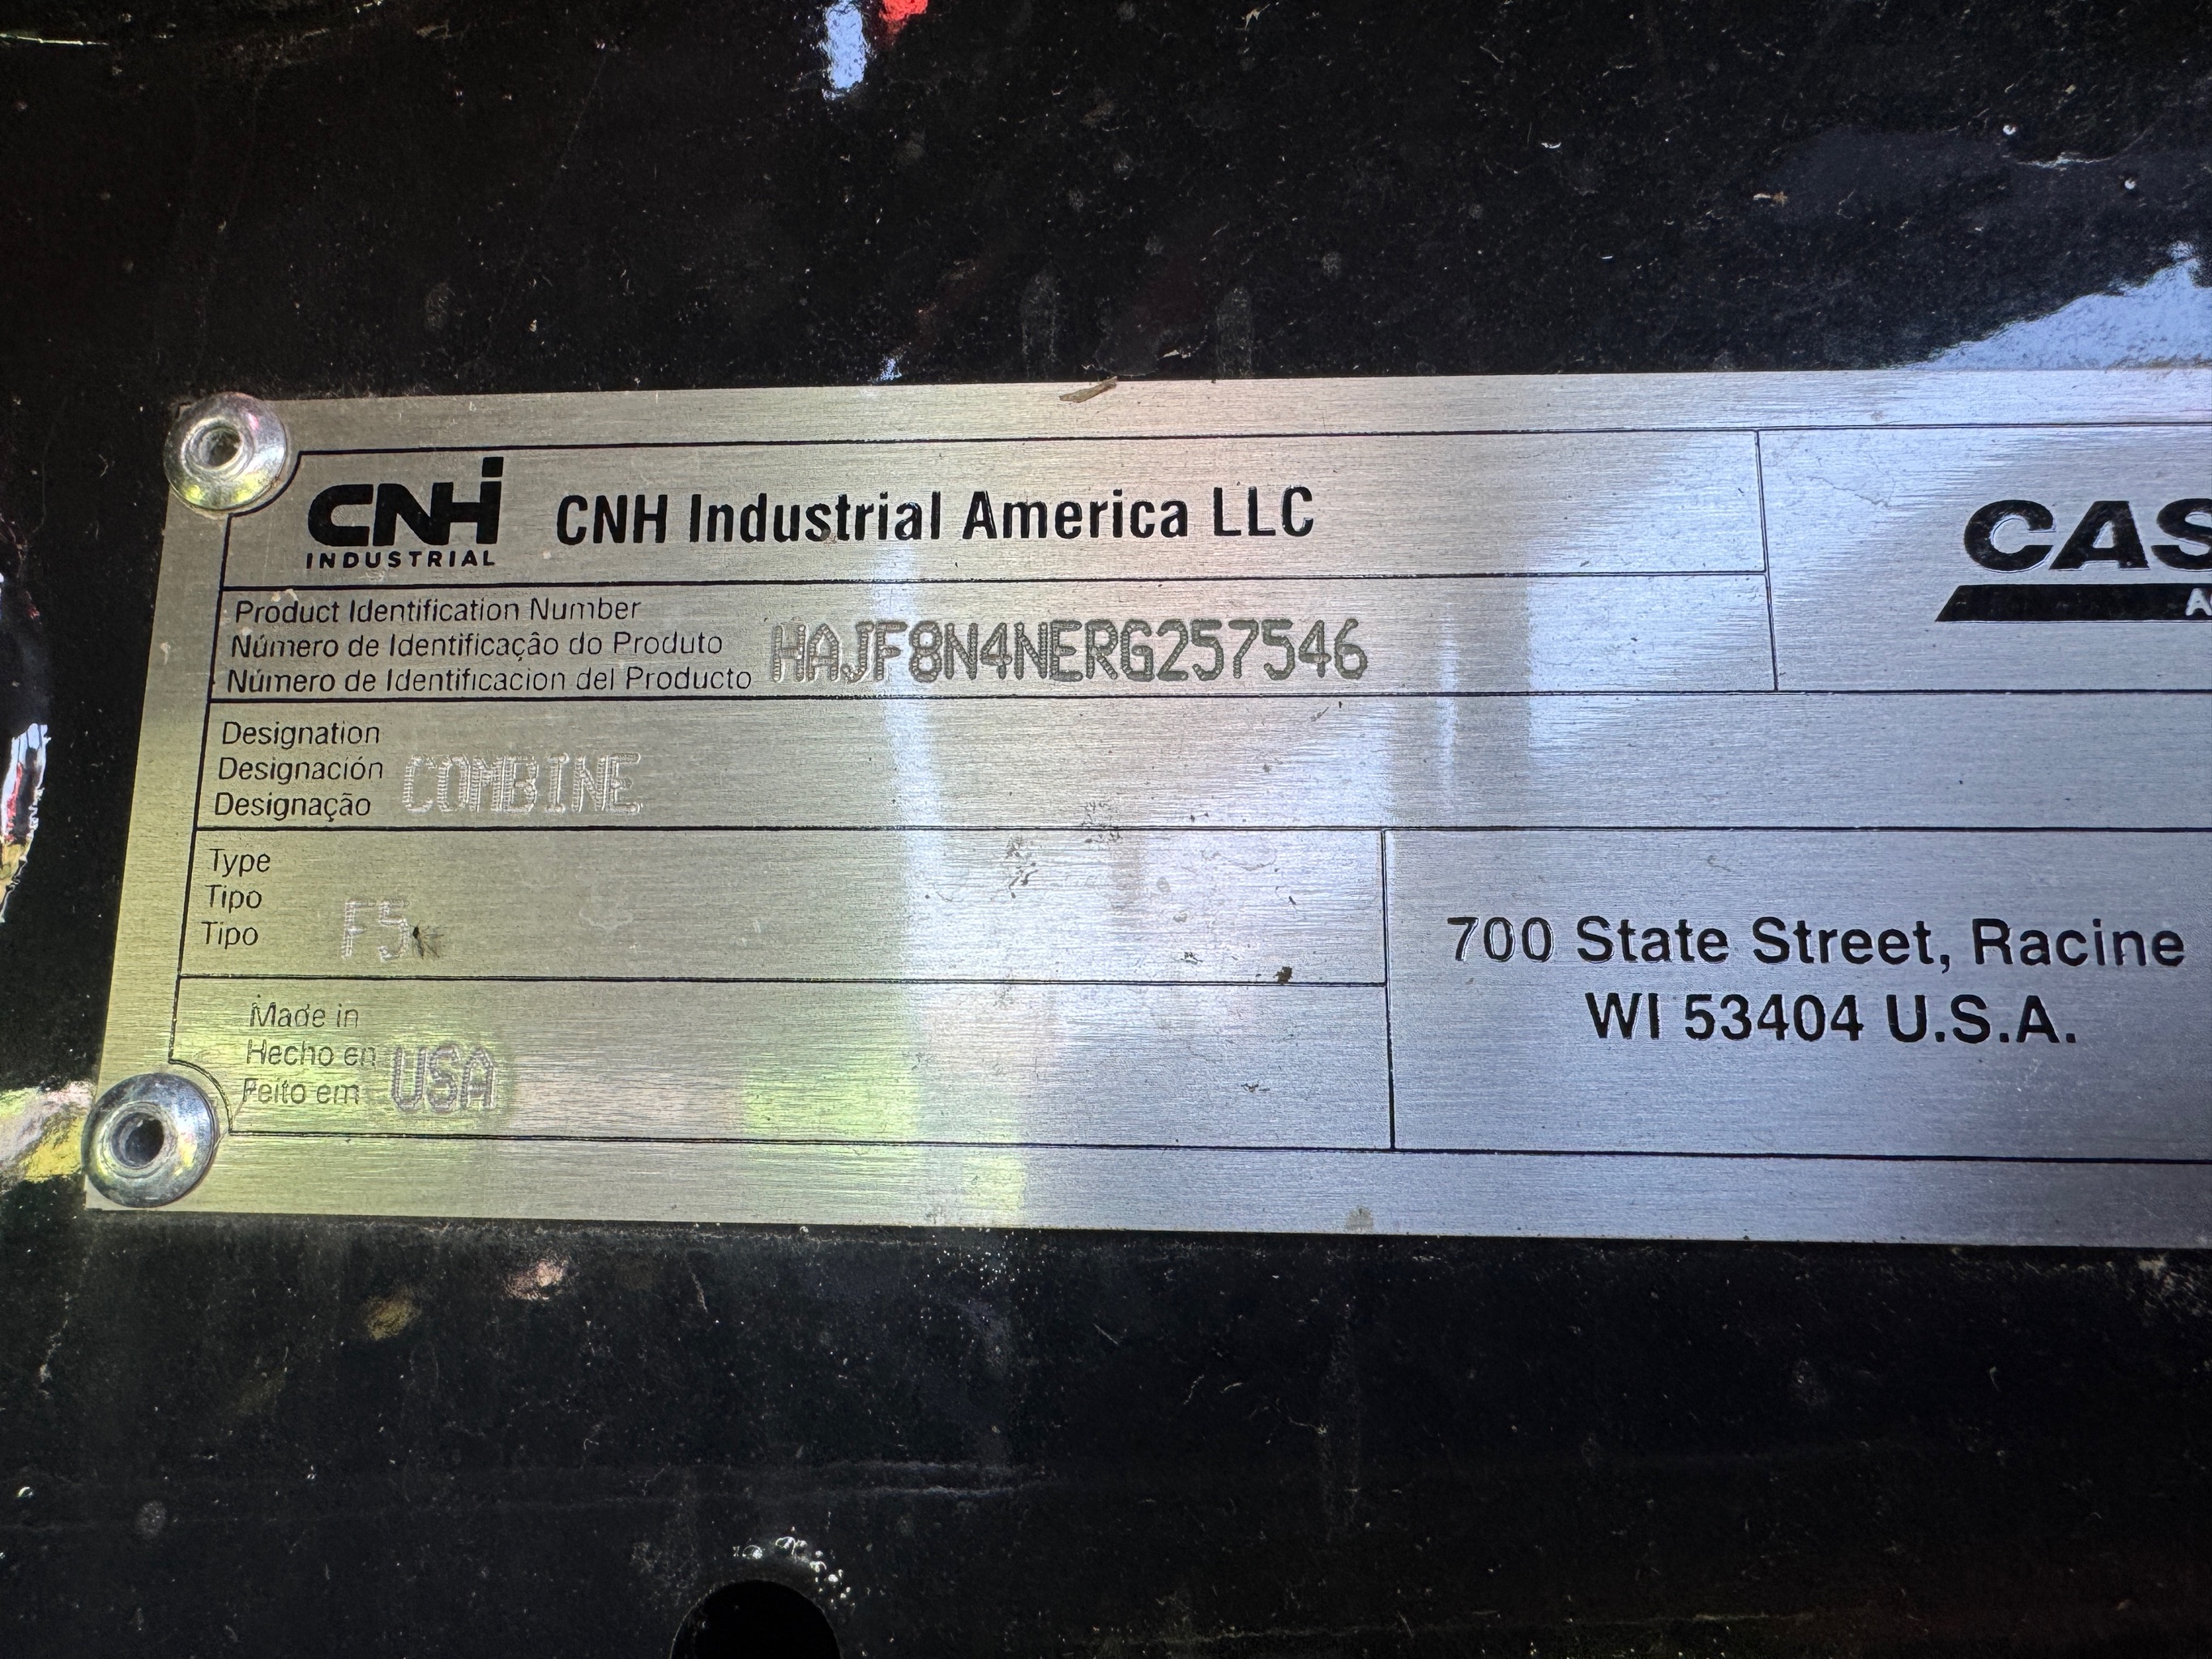 CNH
INDUSTRIAL
CNH Industrial America LLC
CAS
A
Product Identification Number
Número de Identificação do Produto
Número de Identificacion del Producto
HAJF8N4NERG257546
Designation
Designación
Designação
COMBINE
Type
Tipo
Tipo
F5
700 State Street, Racine
WI 53404 U.S.A.
Made in
Hecho en
Feito em
USA